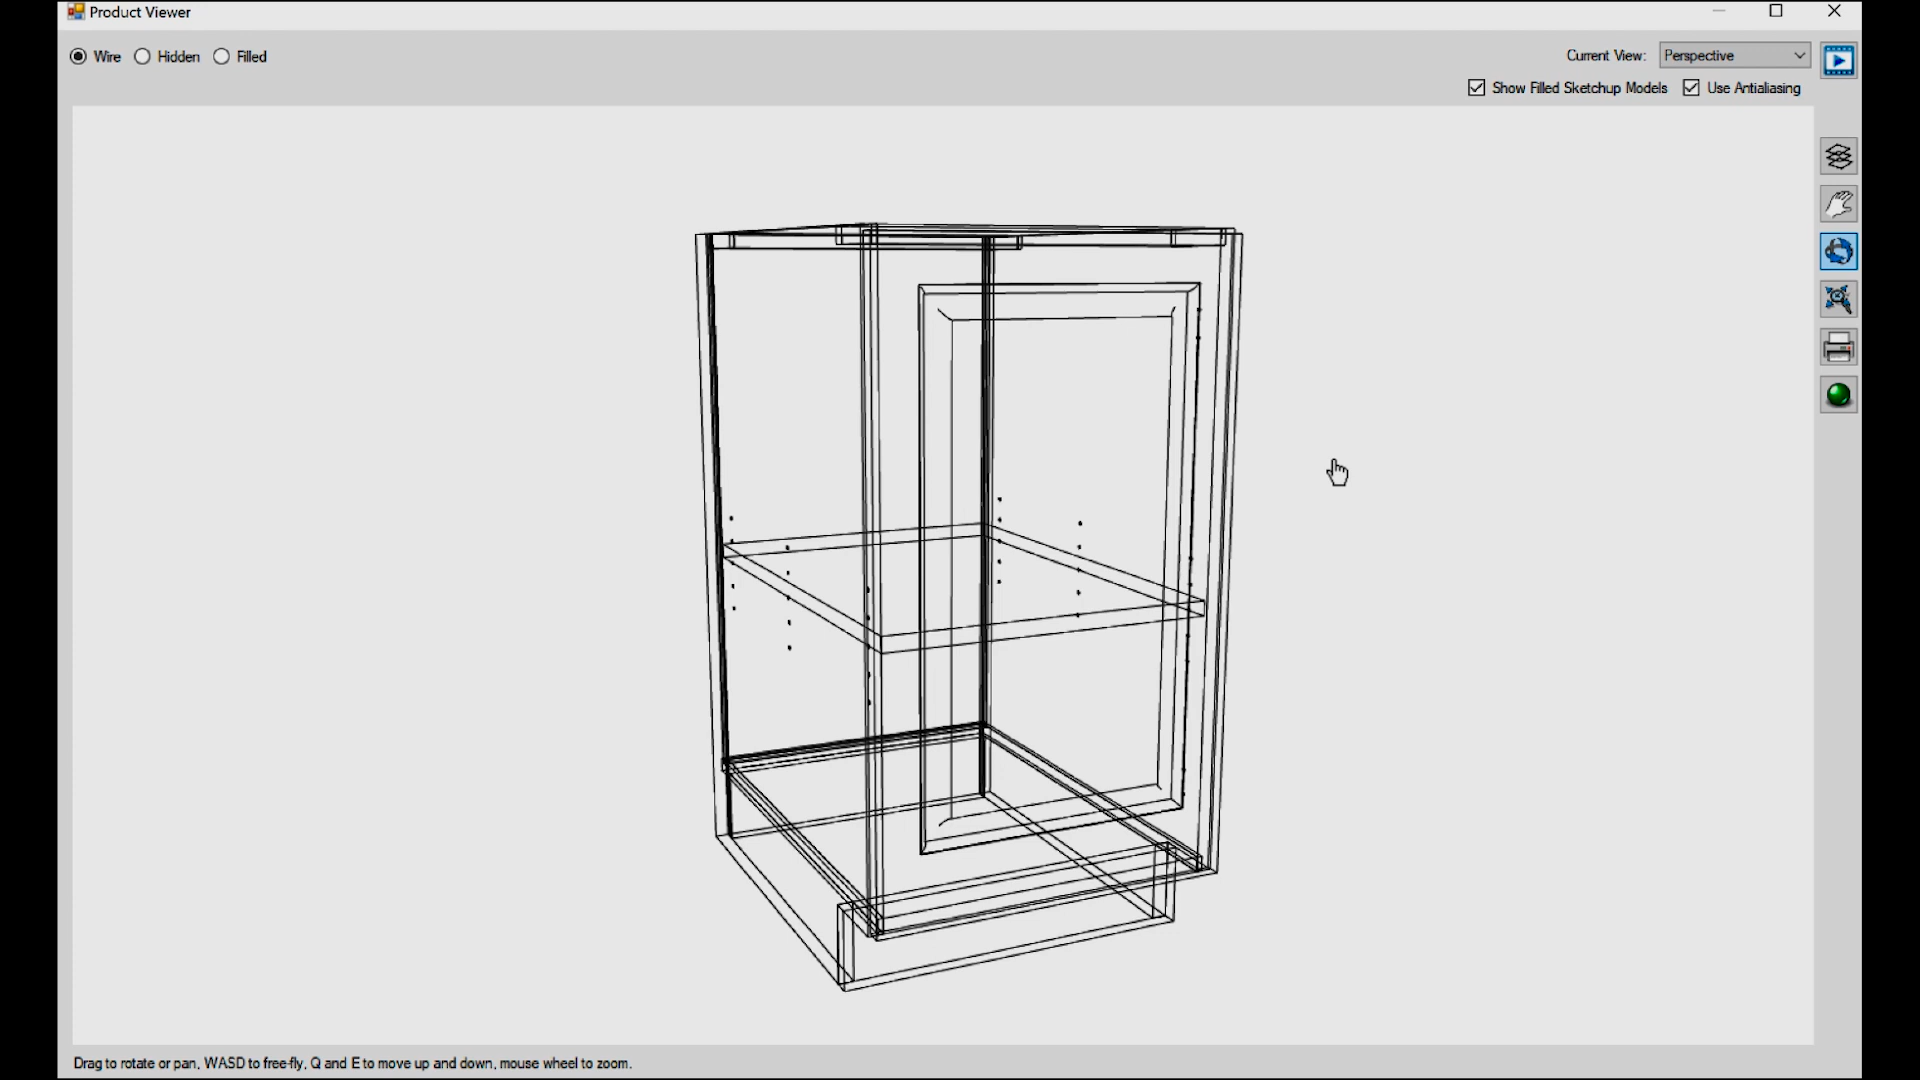 Product Viewer
Wire Hidden Filled
Current View: Perspective
Show Filled Sketchup Models Use Antialiasing
Drag to rotate or pan, WASD to free-fly, Q and E to move up and down, mouse wheel to zoom.